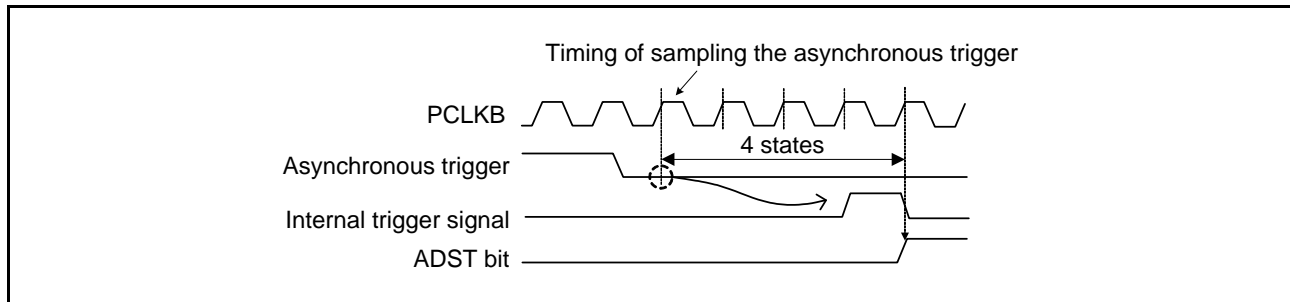 Timing of sampling the asynchronous trigger
PCLKB
4 states
Asynchronous trigger
Internal trigger signal
ADST bit